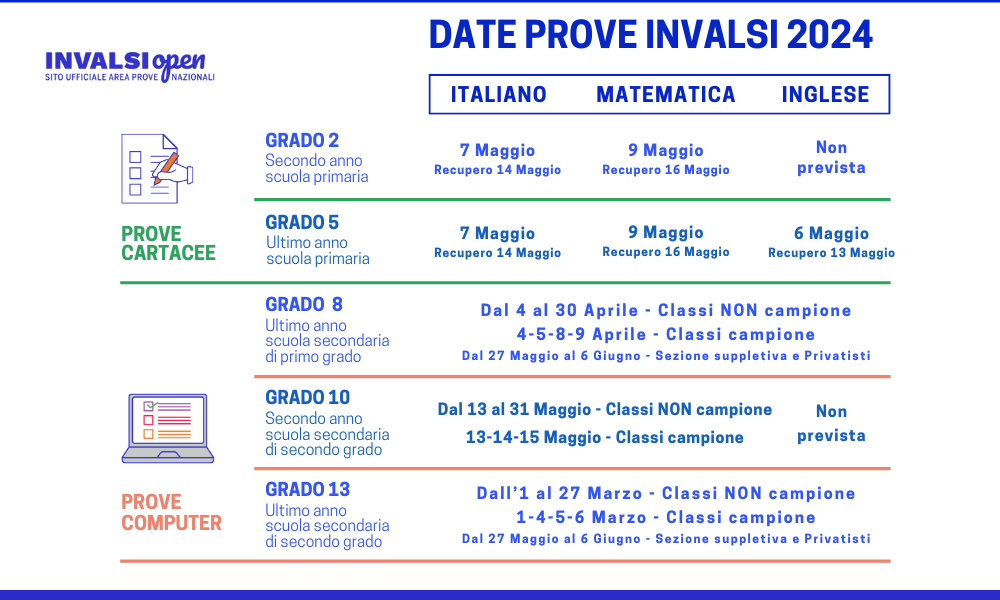 DATE PROVE INVALSI 2024
INVALSI open
SITO UFFICIALE AREA PROVE NAZIONALI
ITALIANO MATEMATICA INGLESE
GRADO 2
Secondo anno
scuola primaria
7 Maggio
Recupero 14 Maggio
9 Maggio
Recupero 16 Maggio
Non
prevista
PROVE
CARTACEE
GRADO 5
Ultimo anno
scuola primaria
7 Maggio
Recupero 14 Maggio
9 Maggio
Recupero 16 Maggio
6 Maggio
Recupero 13 Maggio
GRADO 8
Ultimo anno
scuola secondaria
di primo grado
Dal 4 al 30 Aprile - Classi NON campione
4-5-8-9 Aprile - Classi campione
Dal 27 Maggio al 6 Giugno - Sezione suppletiva e Privatisti
GRADO 10
Secondo anno
scuola secondaria
di secondo grado
Dal 13 al 31 Maggio - Classi NON campione
13-14-15 Maggio - Classi campione
Non
prevista
PROVE
COMPUTER
GRADO 13
Ultimo anno
scuola secondaria
di secondo grado
Dall'1 al 27 Marzo - Classi NON campione
1-4-5-6 Marzo - Classi campione
Dal 27 Maggio al 6 Giugno - Sezione suppletiva e Privatisti